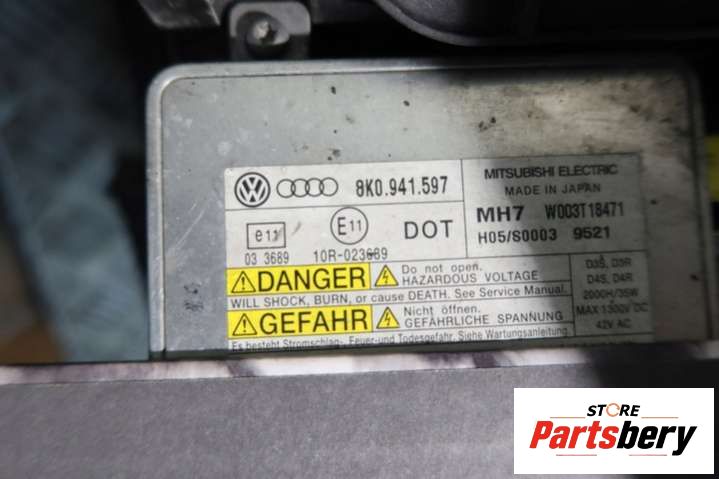 8K0.941.597
MITSUBISHI ELECTRIC
MADE IN JAPAN
MH7 W003T18471
H05/S0003 9521
e11
E11
DOT
03 3689
10R-023689
DANGER
Do not open.
HAZARDOUS VOLTAGE
WILL SHOCK, BURN, or cause DEATH. See Service Manual.
GEFAHR
Nicht öffnen.
GEFÄHRLICHE SPANNUNG
Es besteht Stromschlag-, Feuer-und Todesgefahr. Siehe Wartungsanleitung
D3S, D3R
D4S, D4R
2000H/35W
MAX 1300V DC
42V AC
STORE
Partsbery